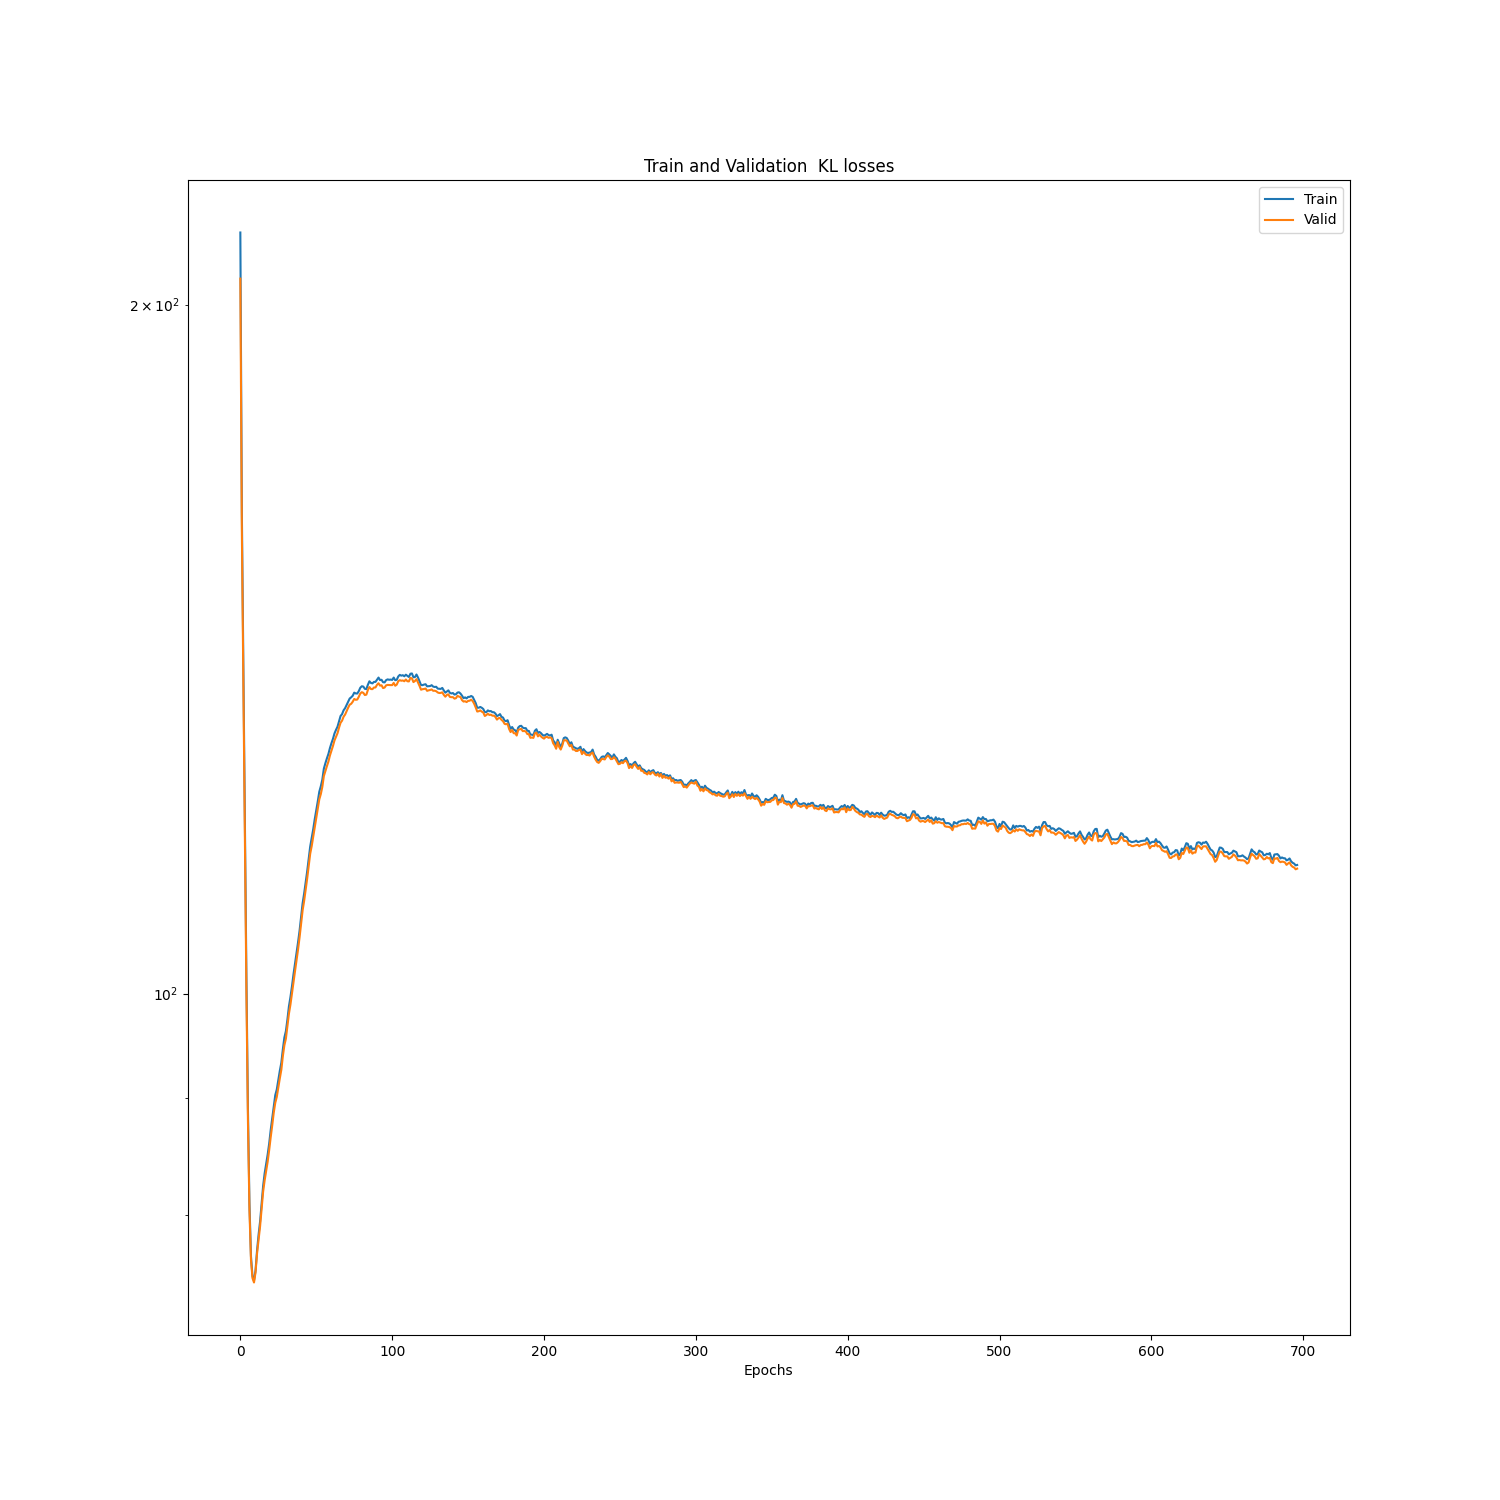 Train and Validation  KL losses
Train
Valid
2 × 10²
10²
0 100 200 300 400 500 600 700
Epochs